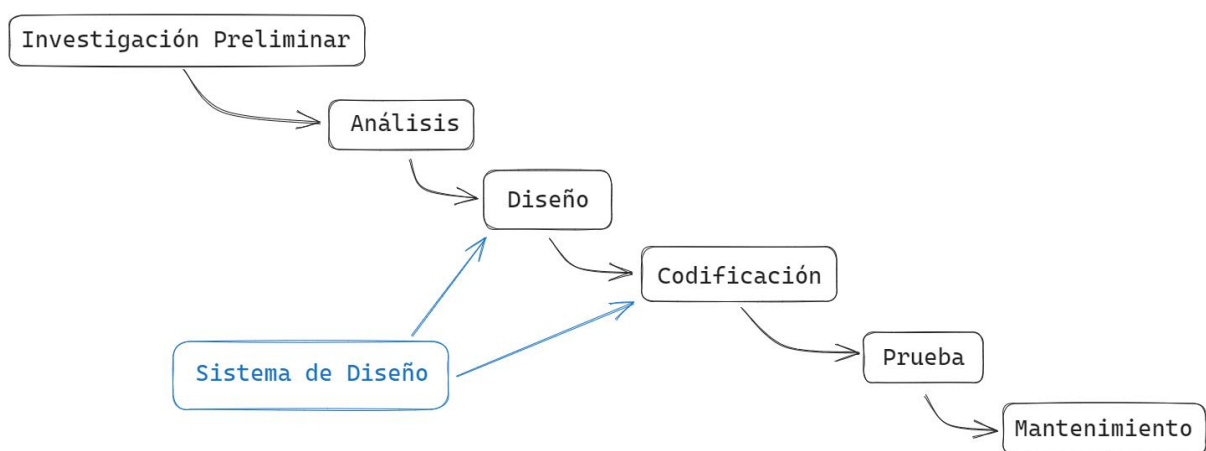 Investigación Preliminar
Análisis
Diseño
Codificación
Sistema de Diseño
Prueba
Mantenimiento